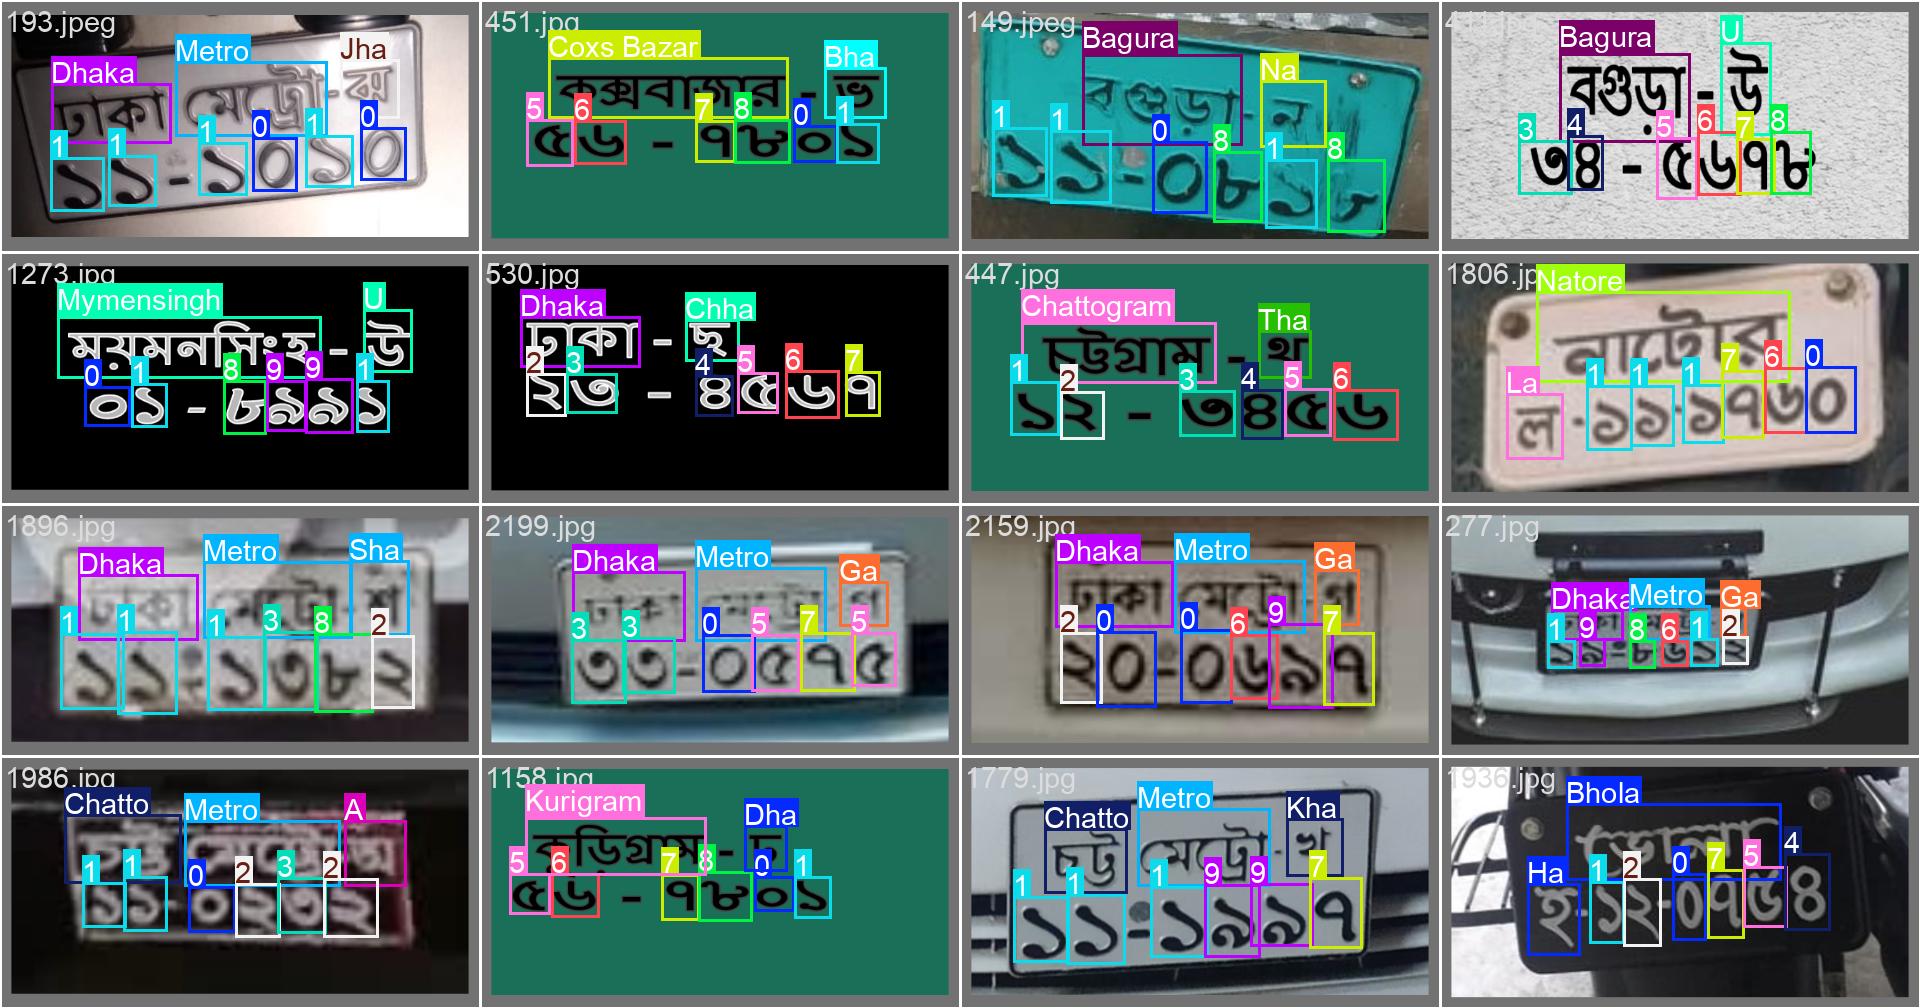 193.jpeg
Dhaka Metro Jha
ঢাকা মেট্রো-ঝ
1 1 1 0 1 0
১১-১০১০
451.jpg
Coxs Bazar Bha
কক্সবাজার - ভ
5 6 7 8 0 1
৫৬ - ৭৮০১
149.jpeg
Bagura Na
বগুড়া-ন
1 1 0 8 1 8
১১-০৮১৮
Bagura U
বগুড়া - উ
3 4 5 6 7 8
৩৪ - ৫৬৭৮
1273.jpg
Mymensingh U
ময়মনসিংহ - উ
0 1 8 9 9 1
০১ - ৮৯৯১
530.jpg
Dhaka Chha
ঢাকা - ছ
2 3 4 5 6 7
২৩ - ৪৫৬৭
447.jpg
Chattogram Tha
চট্টগ্রাম - থ
1 2 3 4 5 6
১২ - ৩৪৫৬
1806.jpg
Natore
নাটোর
La 1 1 1 7 6 0
ল-১১-১৭৬০
1896.jpg
Dhaka Metro Sha
ঢাকা মেট্রো-শ
1 1 1 3 8 2
১১-১৩৮২
2199.jpg
Dhaka Metro Ga
ঢাকা মেট্রো-গ
3 3 0 5 7 5
৩৩-০৫৭৫
2159.jpg
Dhaka Metro Ga
ঢাকা মেট্রো-গ
2 0 0 6 9 7
২০-০৬৯৭
277.jpg
Dhaka Metro Ga
1 9 8 6 1 2
১৯-৮৬১২
1986.jpg
Chatto Metro A
চট্ট মেট্রো-অ
1 1 0 2 3 2
১১-০২৩২
1158.jpg
Kurigram Dha
কুড়িগ্রাম - ঢ
5 6 7 8 0 1
৫৬ - ৭৮০১
1779.jpg
Chatto Metro Kha
চট্ট মেট্রো-খ
1 1 1 9 9 7
১১-১৯৯৭
1936.jpg
Bhola
ভোলা
Ha 1 2 0 7 5 4
হ-১২-০৭৫৪